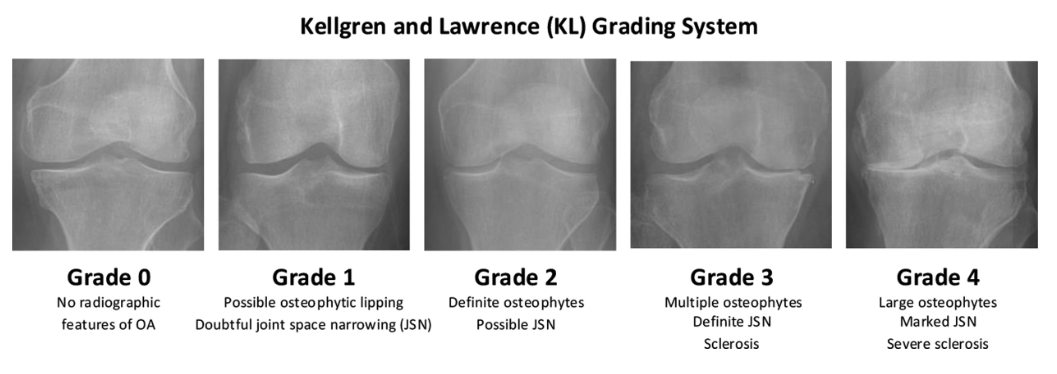 Kellgren and Lawrence (KL) Grading System
Grade 0
No radiographic
features of OA
Grade 1
Possible osteophytic lipping
Doubtful joint space narrowing (JSN)
Grade 2
Definite osteophytes
Possible JSN
Grade 3
Multiple osteophytes
Definite JSN
Sclerosis
Grade 4
Large osteophytes
Marked JSN
Severe sclerosis